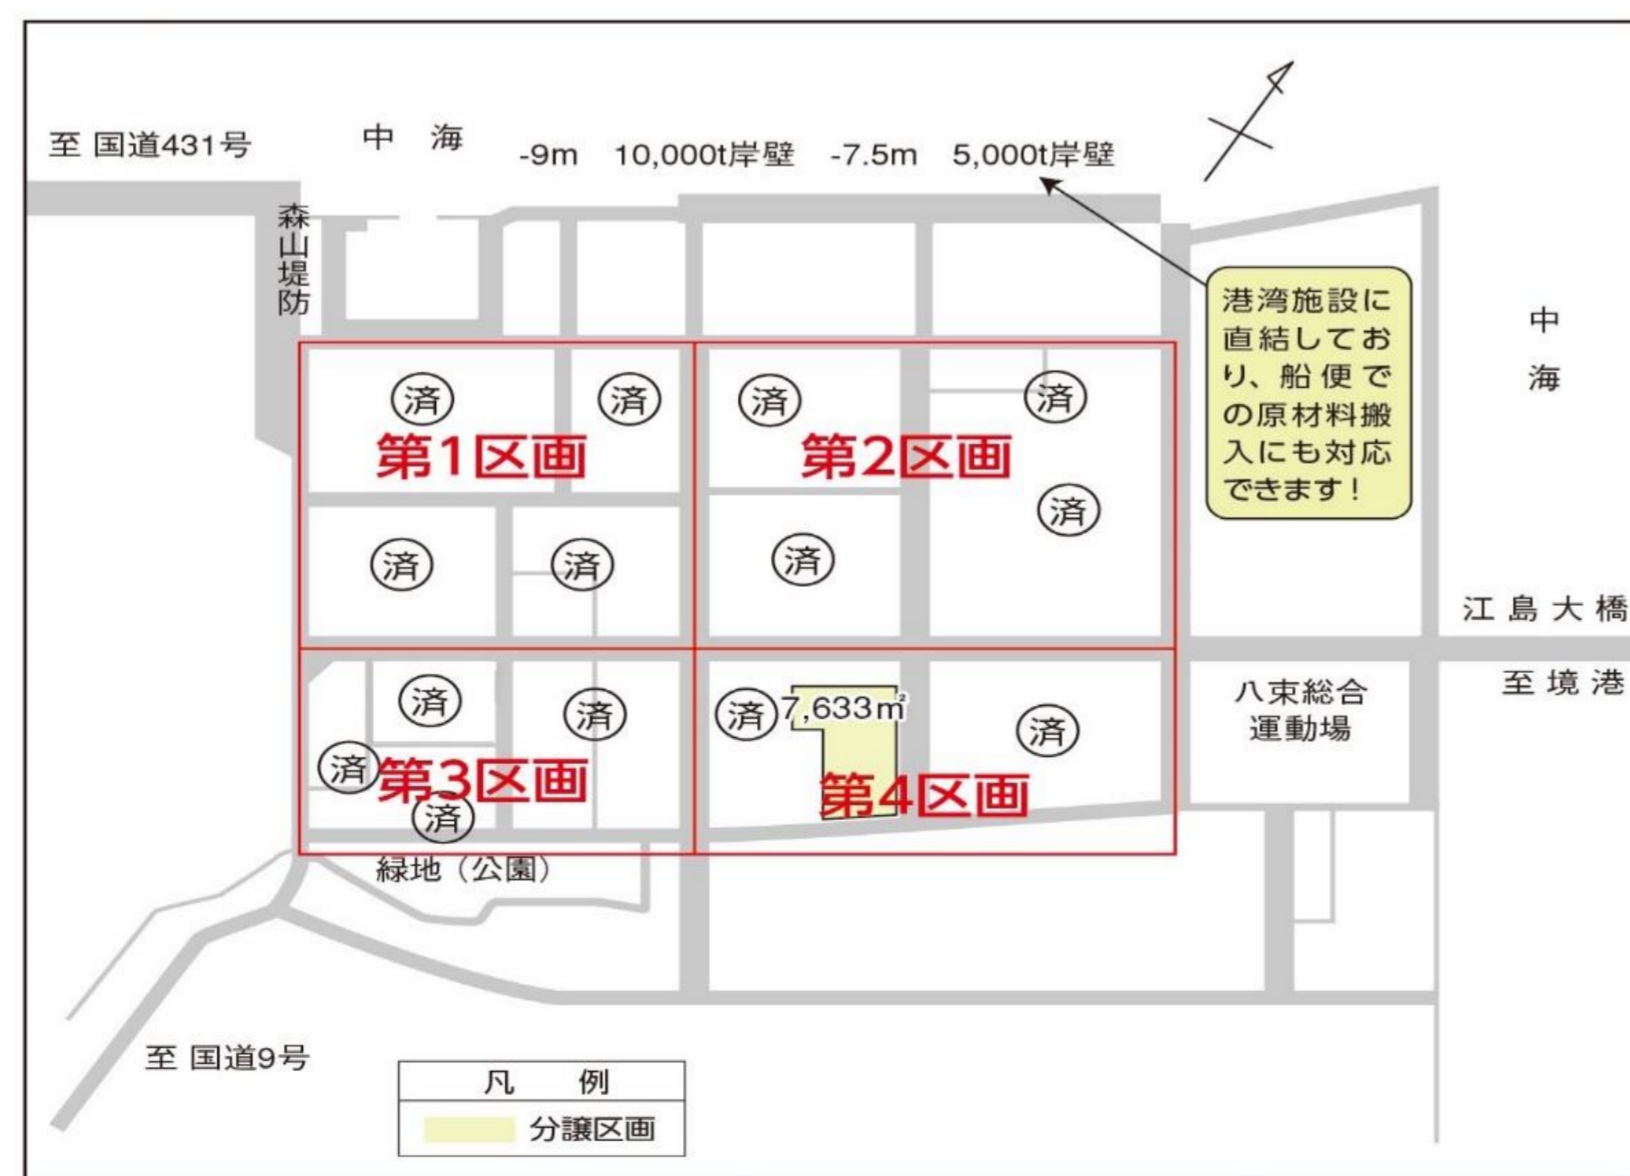 至 国道431号
中 海
-9m 10,000t岸壁 -7.5m 5,000t岸壁
森山堤防
港湾施設に
直結してお
り、船便で
の原材料搬
入にも対応
できます！
中海
済
済
済
済
第1区画
第2区画
済
済
済
済
江島大橋
至境港
済
済
済
7,633㎡
済
八束総合
運動場
済
済
第3区画
第4区画
済
緑地（公園）
至 国道9号
凡 例
分譲区画